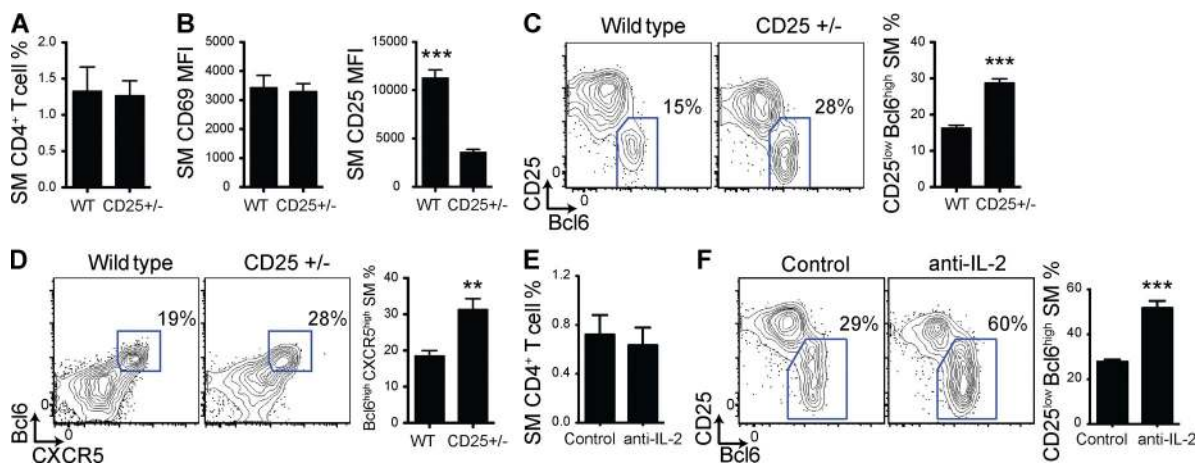 A
SM CD4⁺ T cell %
2.0
1.5
1.0
0.5
0.0
WT CD25+/-
B
SM CD69 MFI
5000
4000
3000
2000
1000
0
WT CD25+/-
SM CD25 MFI
15000
10000
5000
0
***
WT CD25+/-
C
Wild type CD25 +/-
15% 28%
CD25
0
0
Bcl6
CD25ˡᵒʷ Bcl6ʰⁱᵍʰ SM %
40
30
20
10
0
***
WT CD25+/-
D
Wild type CD25 +/-
19% 28%
Bcl6
0
0
CXCR5
Bcl6ʰⁱᵍʰ CXCR5ʰⁱᵍʰ SM %
40
30
20
10
0
**
WT CD25+/-
E
SM CD4⁺ T cell %
1.2
0.8
0.4
0.0
Control anti-IL-2
F
Control anti-IL-2
29% 60%
CD25
0
0
Bcl6
CD25ˡᵒʷ Bcl6ʰⁱᵍʰ SM %
60
40
20
0
***
Control anti-IL-2